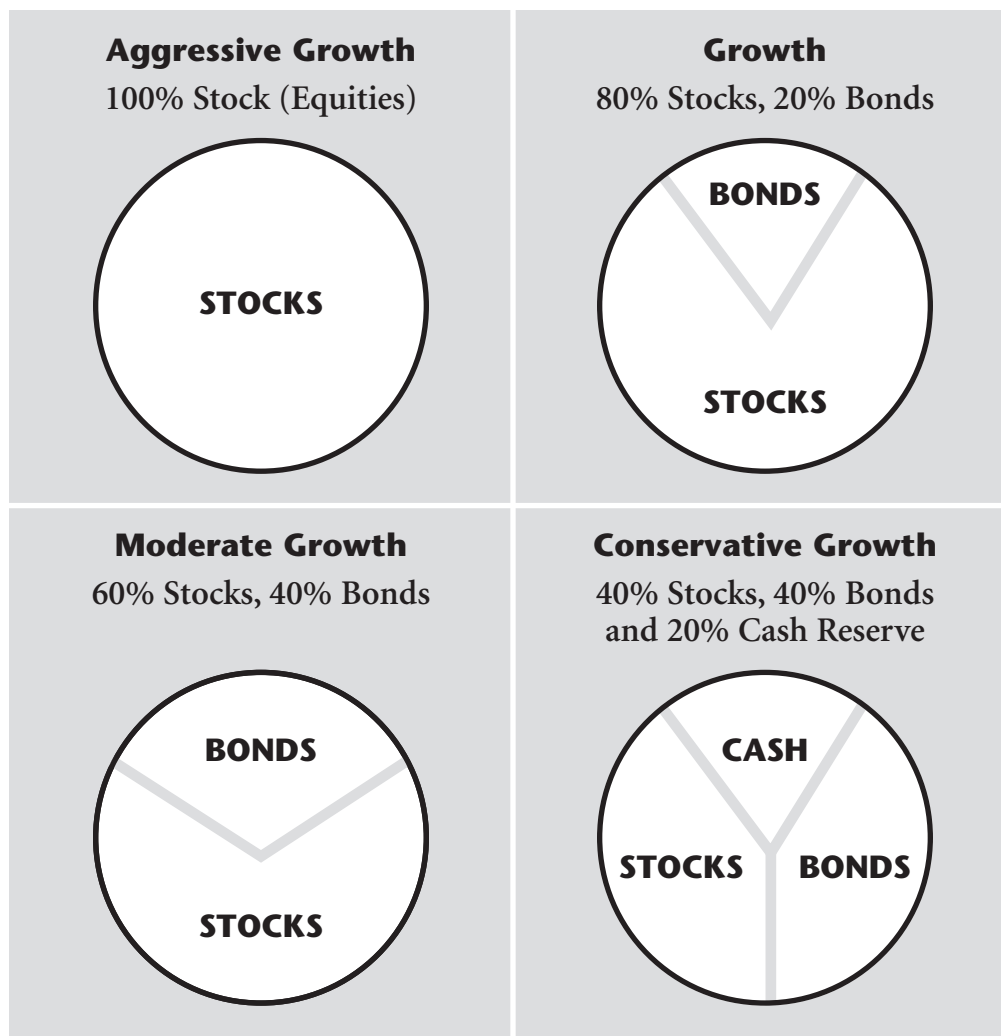 Aggressive Growth
100% Stock (Equities)
STOCKS
Growth
80% Stocks, 20% Bonds
BONDS
STOCKS
Moderate Growth
60% Stocks, 40% Bonds
BONDS
STOCKS
Conservative Growth
40% Stocks, 40% Bonds
and 20% Cash Reserve
CASH
STOCKS
BONDS